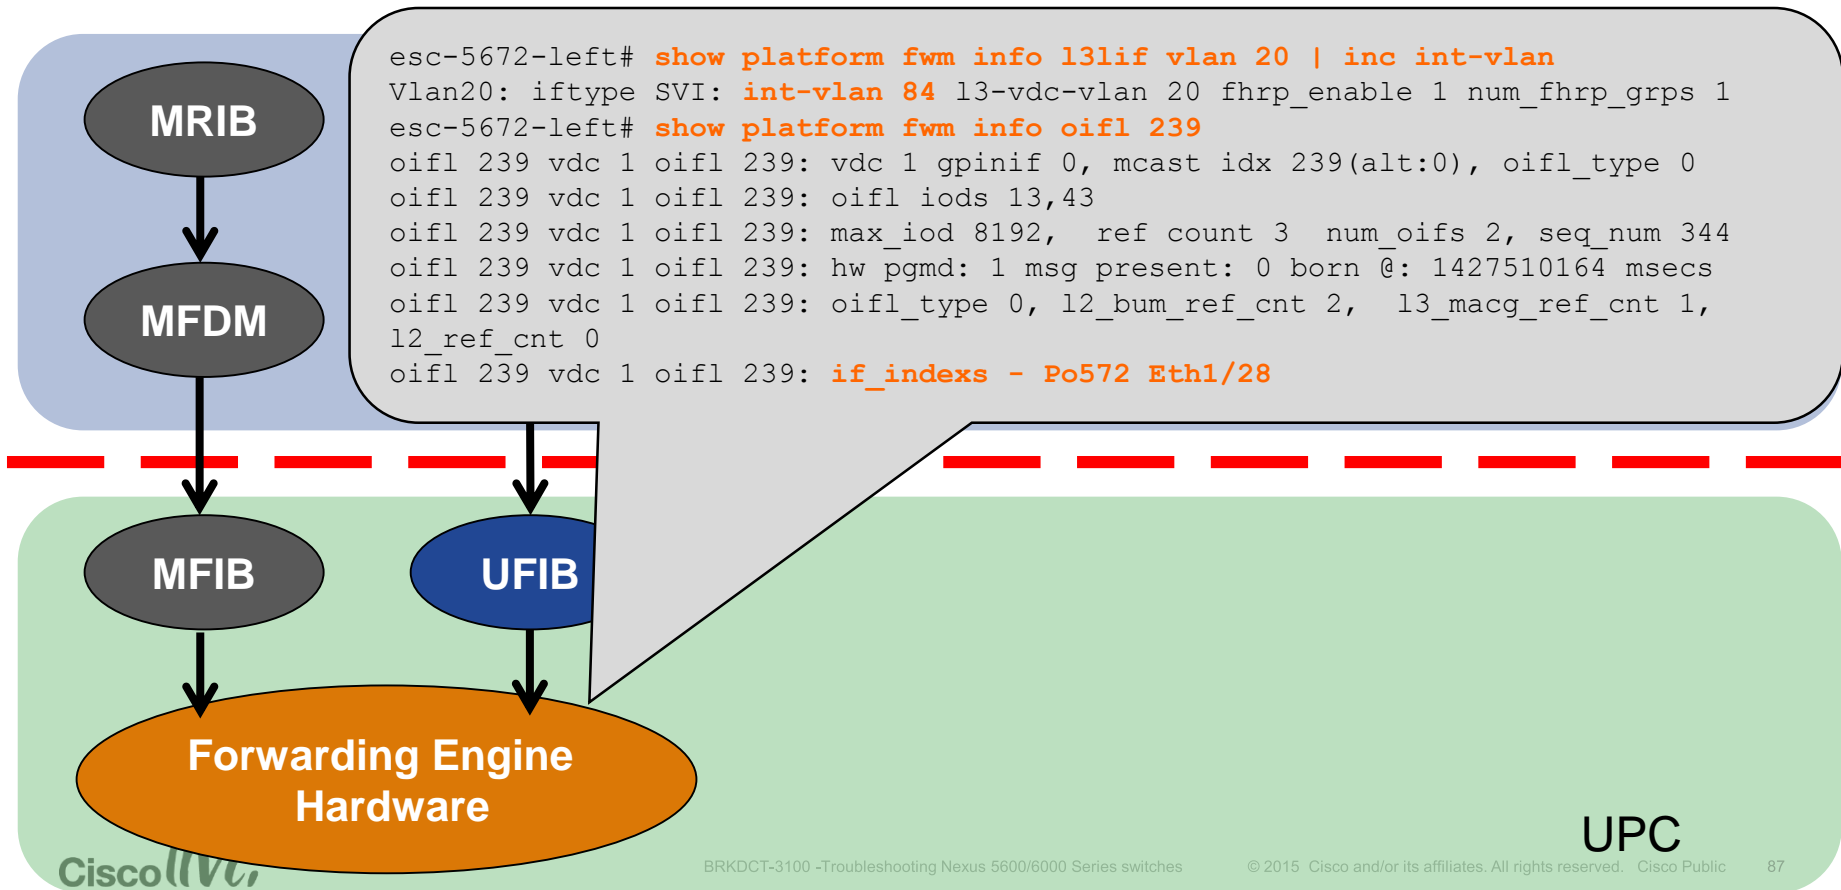 esc-5672-left# show platform fwm info l3lif vlan 20 | inc int-vlan
Vlan20: iftype SVI: int-vlan 84 l3-vdc-vlan 20 fhrp_enable 1 num_fhrp_grps 1
esc-5672-left# show platform fwm info oifl 239
oifl 239 vdc 1 oifl 239: vdc 1 gpinif 0, mcast idx 239(alt:0), oifl_type 0
oifl 239 vdc 1 oifl 239: oifl iods 13,43
oifl 239 vdc 1 oifl 239: max_iod 8192,  ref count 3  num_oifs 2, seq_num 344
oifl 239 vdc 1 oifl 239: hw pgmd: 1 msg present: 0 born @: 1427510164 msecs
oifl 239 vdc 1 oifl 239: oifl_type 0, l2_bum_ref_cnt 2,  l3_macg_ref_cnt 1,
l2_ref_cnt 0
oifl 239 vdc 1 oifl 239: if_indexs - Po572 Eth1/28
MRIB
MFDM
MFIB
UFIB
Forwarding Engine
Hardware
UPC
Cisco live!
BRKDCT-3100 -Troubleshooting Nexus 5600/6000 Series switches
© 2015 Cisco and/or its affiliates. All rights reserved. Cisco Public
87